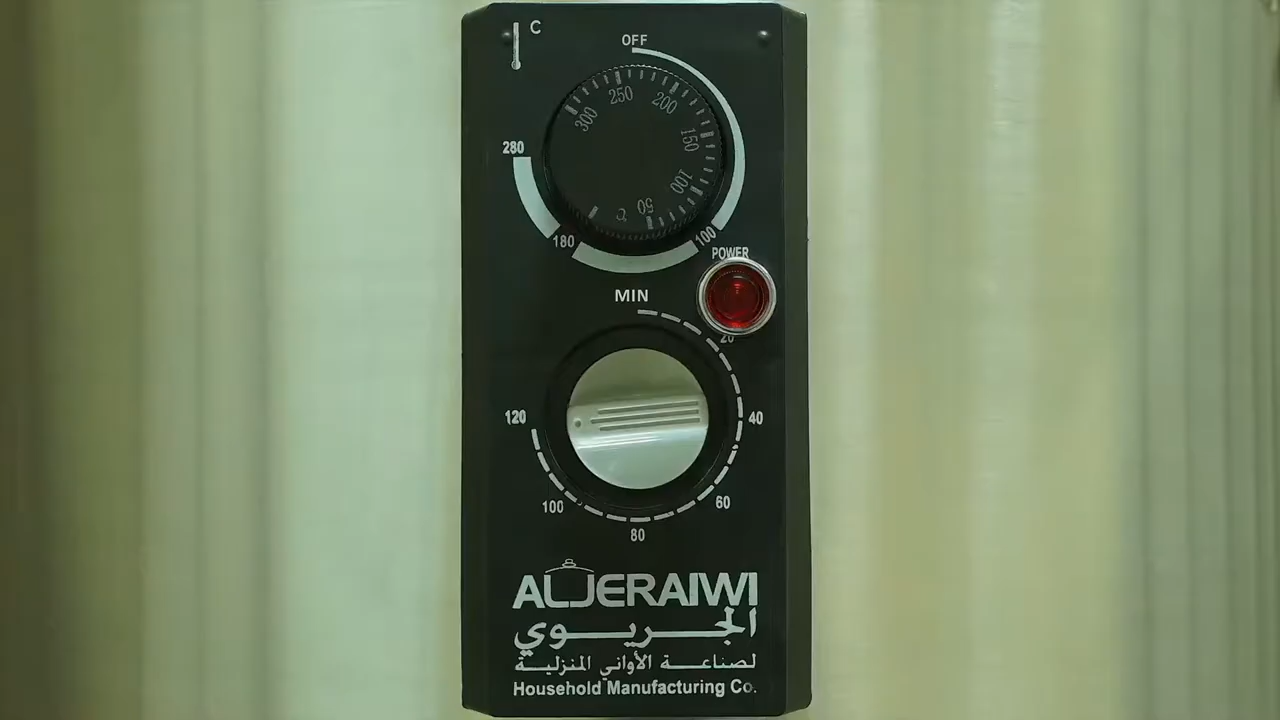 C
OFF
300 250 200 150 100 50 °C
280
180
100
POWER
MIN
20
40
60
80
100
120
ALJERAIWI
الجريوي
لصناعة الأواني المنزلية
Household Manufacturing Co.